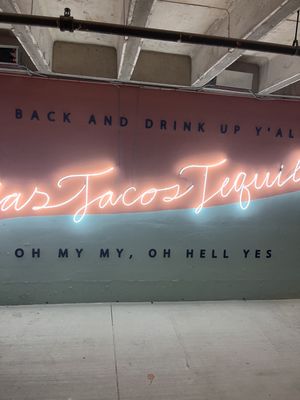 BACK AND DRINK UP Y'AL
as Tacos Tequil
OH MY MY, OH HELL YES